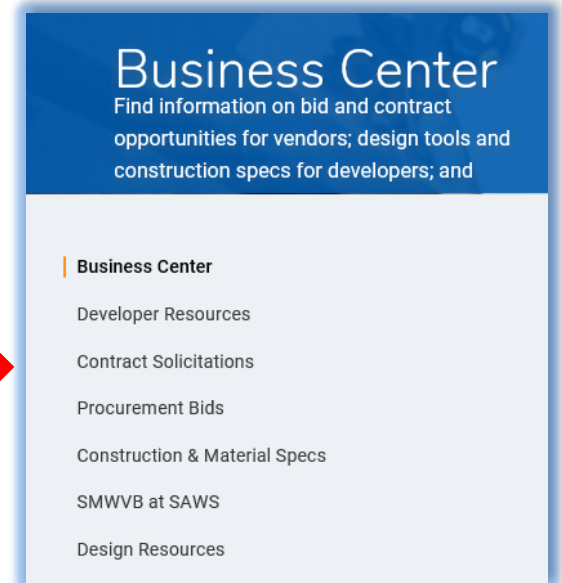 Business Center
Find information on bid and contract
opportunities for vendors; design tools and
construction specs for developers; and
Business Center
Developer Resources
Contract Solicitations
Procurement Bids
Construction & Material Specs
SMWVB at SAWS
Design Resources